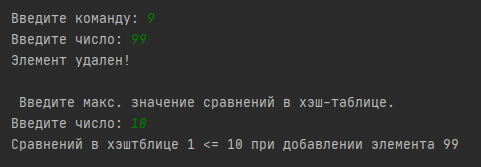 Введите команду: 9
Введите число: 99
Элемент удален!
Введите макс. значение сравнений в хэш-таблице.
Введите число: 10
Сравнений в хэштблице 1 <= 10 при добавлении элемента 99